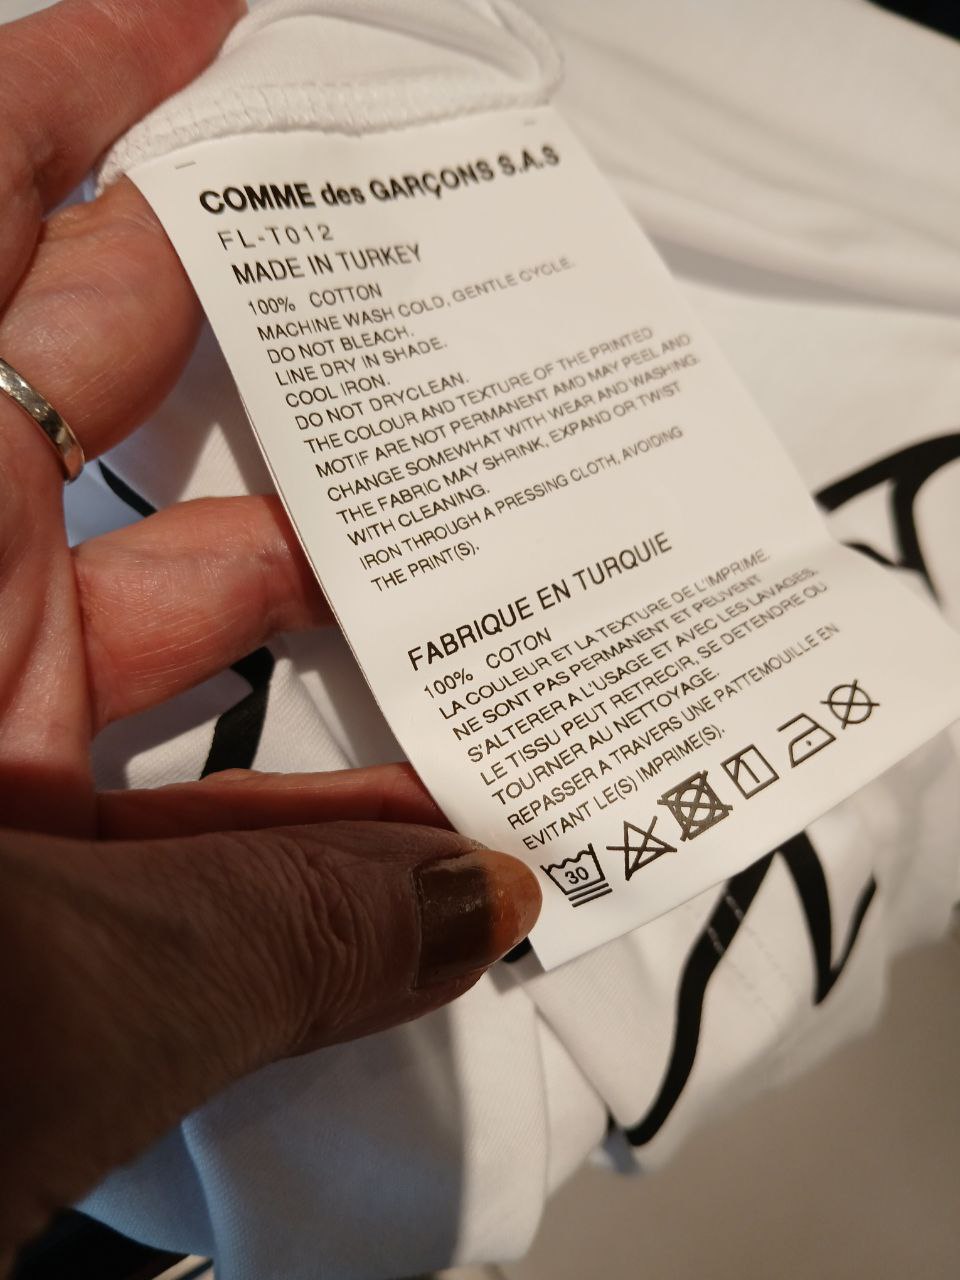 COMME des GARÇONS S.A.S
FL-T012
MADE IN TURKEY
100% COTTON
MACHINE WASH COLD, GENTLE CYCLE.
DO NOT BLEACH.
LINE DRY IN SHADE.
COOL IRON.
DO NOT DRYCLEAN.
THE COLOUR AND TEXTURE OF THE PRINTED
MOTIF ARE NOT PERMANENT AMD MAY PEEL AND
CHANGE SOMEWHAT WITH WEAR AND WASHING.
THE FABRIC MAY SHRINK, EXPAND OR TWIST
WITH CLEANING.
IRON THROUGH A PRESSING CLOTH, AVOIDING
THE PRINT(S).
FABRIQUE EN TURQUIE
100% COTON
LA COULEUR ET LA TEXTURE DE L'IMPRIME.
NE SONT PAS PERMANENT ET PEUVENT
S'ALTERER A L'USAGE ET AVEC LES LAVAGES.
LE TISSU PEUT RETRECIR, SE DETENDRE OU
TOURNER AU NETTOYAGE.
REPASSER A TRAVERS UNE PATTEMOUILLE EN
EVITANT LE(S) IMPRIME(S).
30